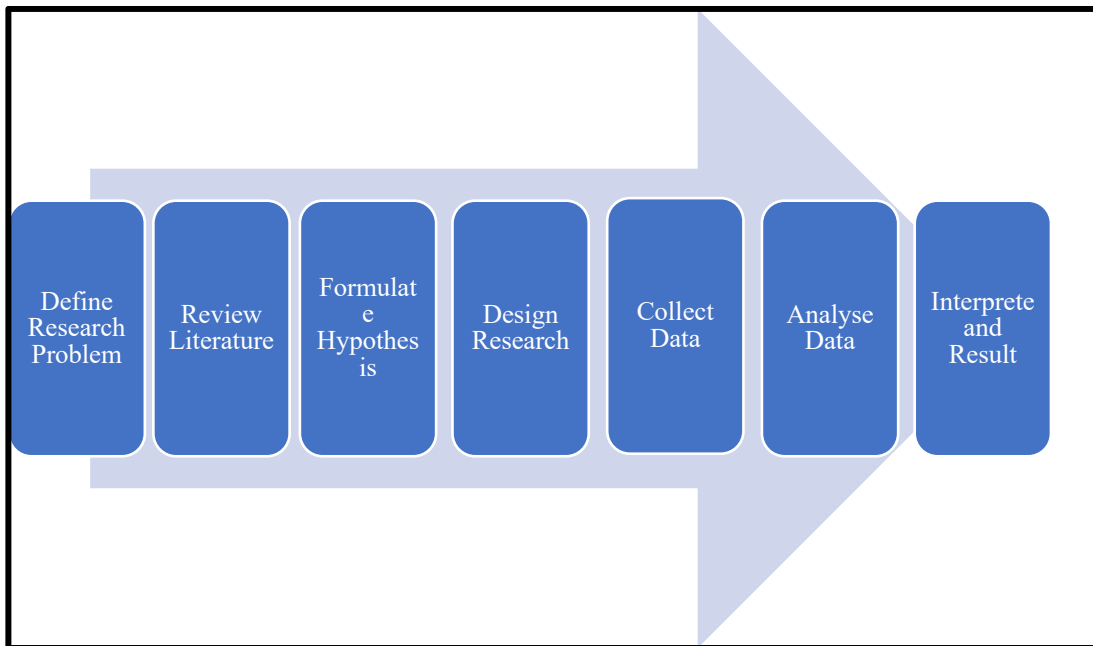 Define
Research
Problem
Review
Literature
Formulat
e
Hypothes
is
Design
Research
Collect
Data
Analyse
Data
Interprete
and
Result